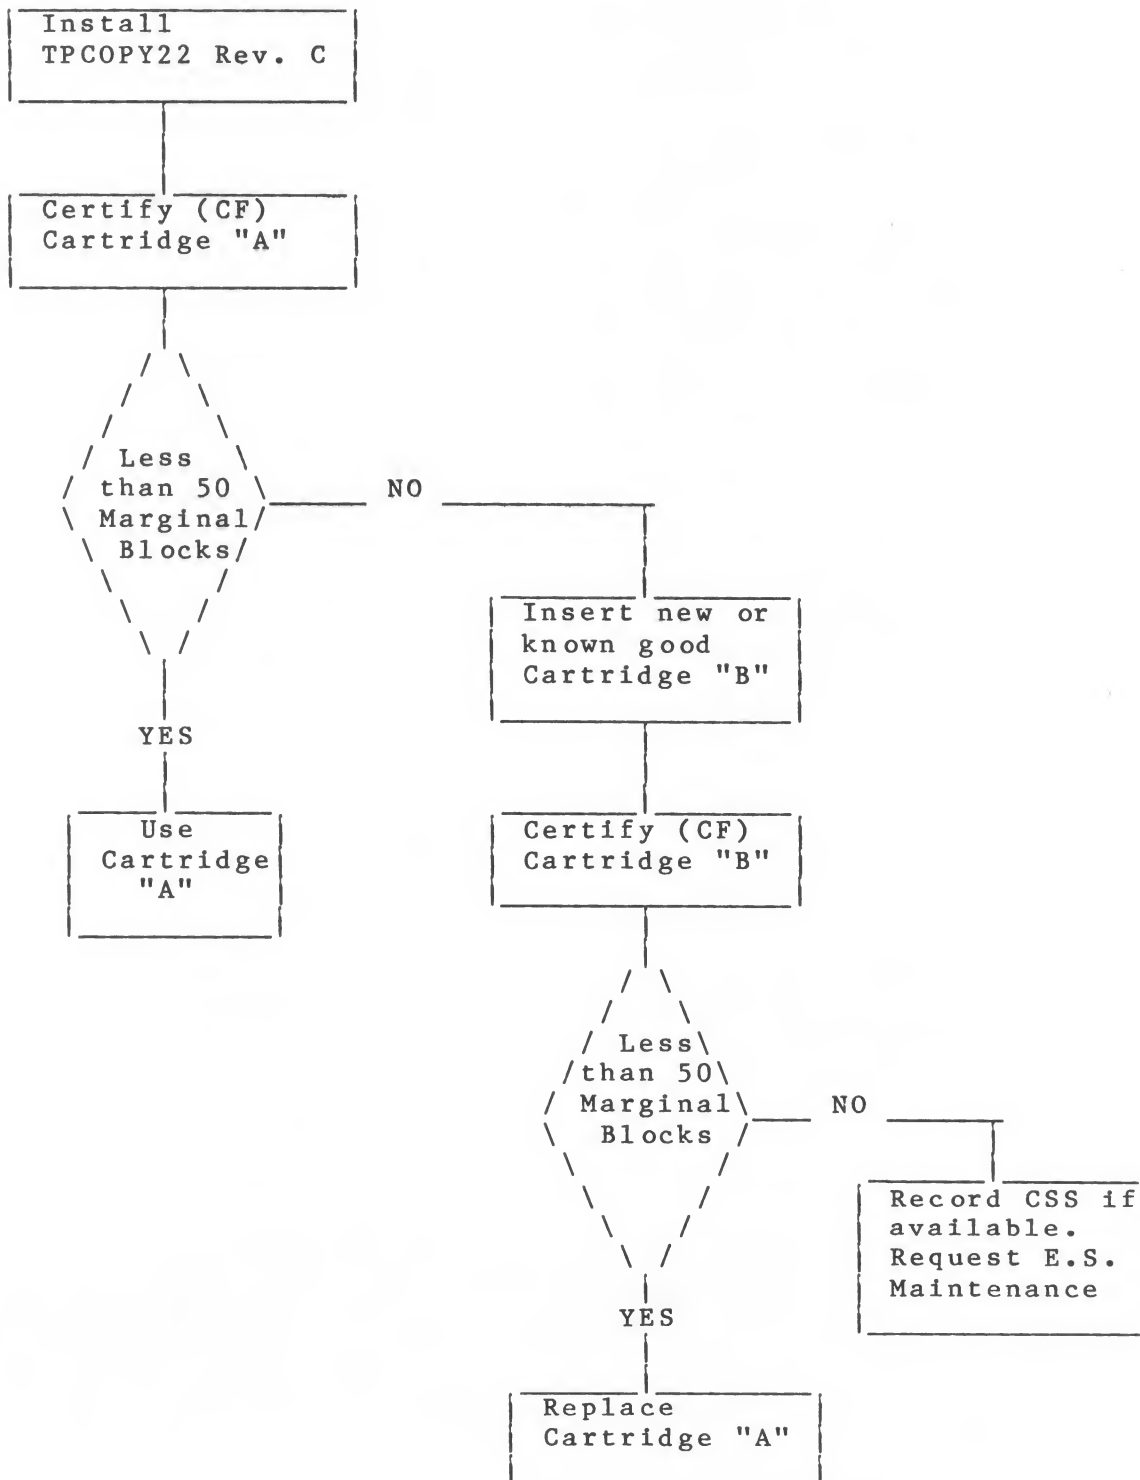 Install
TPCOPY22 Rev. C
Certify (CF)
Cartridge "A"
Less
than 50
Marginal
Blocks
NO
YES
Use
Cartridge
"A"
Insert new or
known good
Cartridge "B"
Certify (CF)
Cartridge "B"
Less
than 50
Marginal
Blocks
NO
Record CSS if
available.
Request E.S.
Maintenance
YES
Replace
Cartridge "A"